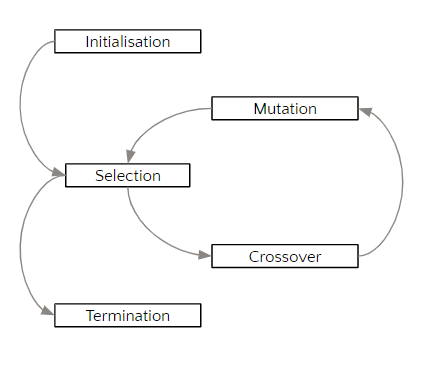 Initialisation
Mutation
Selection
Crossover
Termination